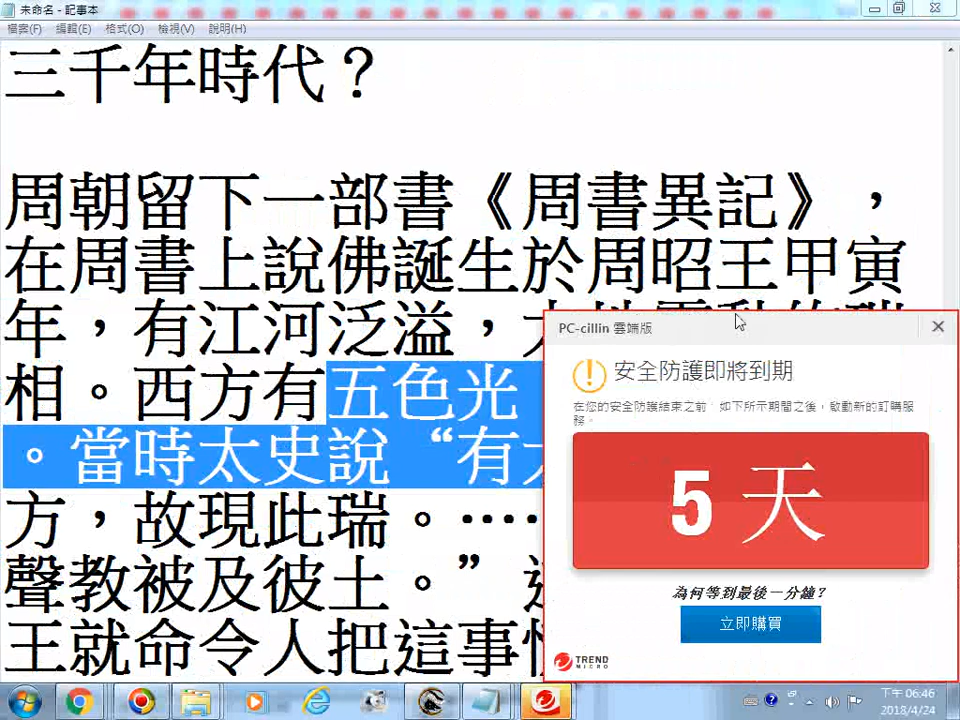 未命名 - 記事本
檔案(F) 編輯(E) 格式(O) 檢視(V) 說明(H)
三千年時代？
周朝留下一部書《周書異記》，
在周書上說佛誕生於周昭王甲寅
年，有江河泛溢，
相。西方有五色光
。當時太史說“有
方，故現此瑞。……
聲教被及彼土。”
王就命令人把這事
PC-cillin 雲端版
安全防護即將到期
在您的安全防護結束之前，如下所示期間之後，啟動新的訂購服
務。
5 天
為何等到最後一分鐘？
立即購買
TREND
MICRO
下午 06:46
2018/4/24